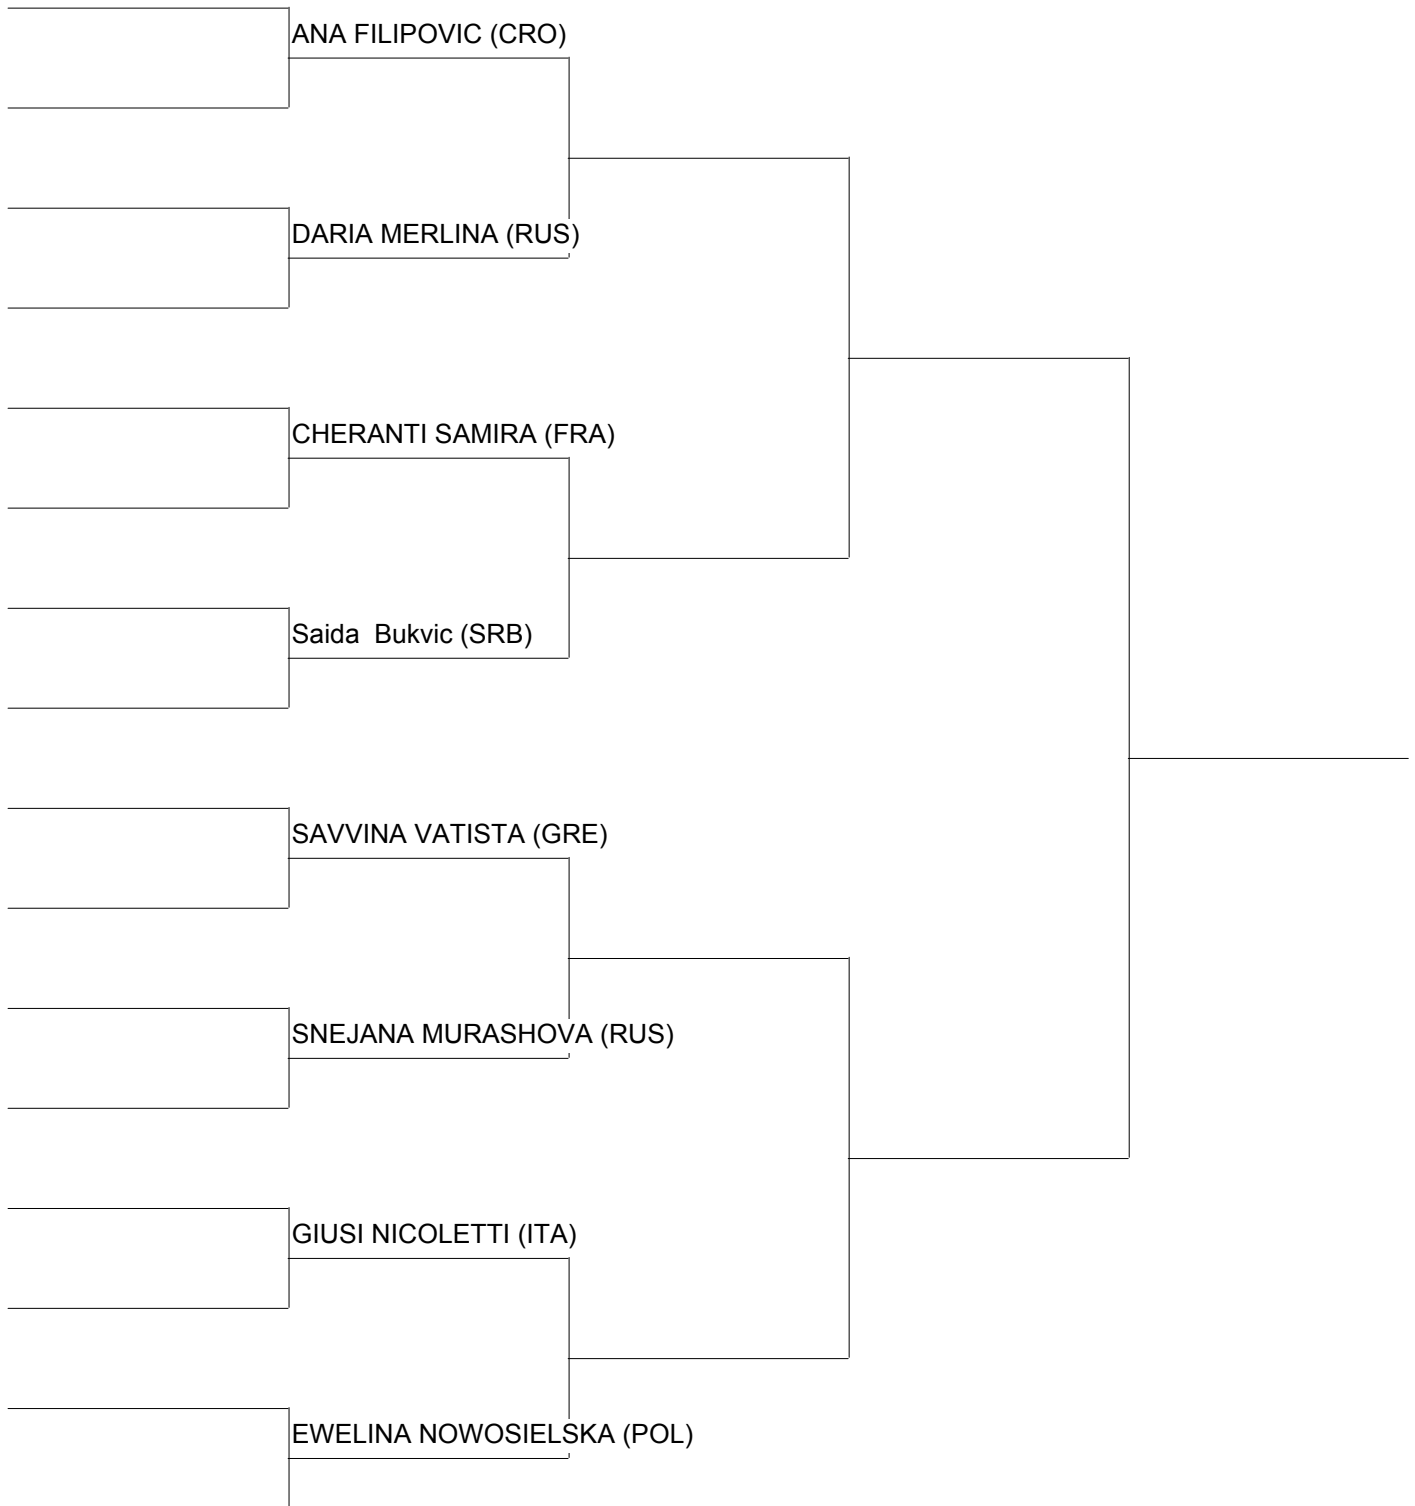 ANA FILIPOVIC (CRO)
DARIA MERLINA (RUS)
CHERANTI SAMIRA (FRA)
Saida  Bukvic (SRB)
SAVVINA VATISTA (GRE)
SNEJANA MURASHOVA (RUS)
GIUSI NICOLETTI (ITA)
EWELINA NOWOSIELSKA (POL)